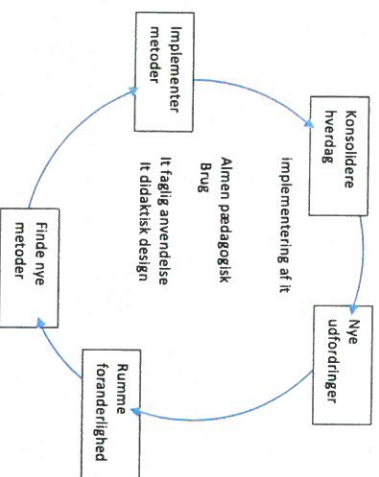 Konsolidere
hverdag
Nye
udfordringer
Rumme
foranderlighed
Finde nye
metoder
Implementer
metoder
implementering af it
Almen pædagogisk
Brug
It faglig anvendelse
It didaktisk design